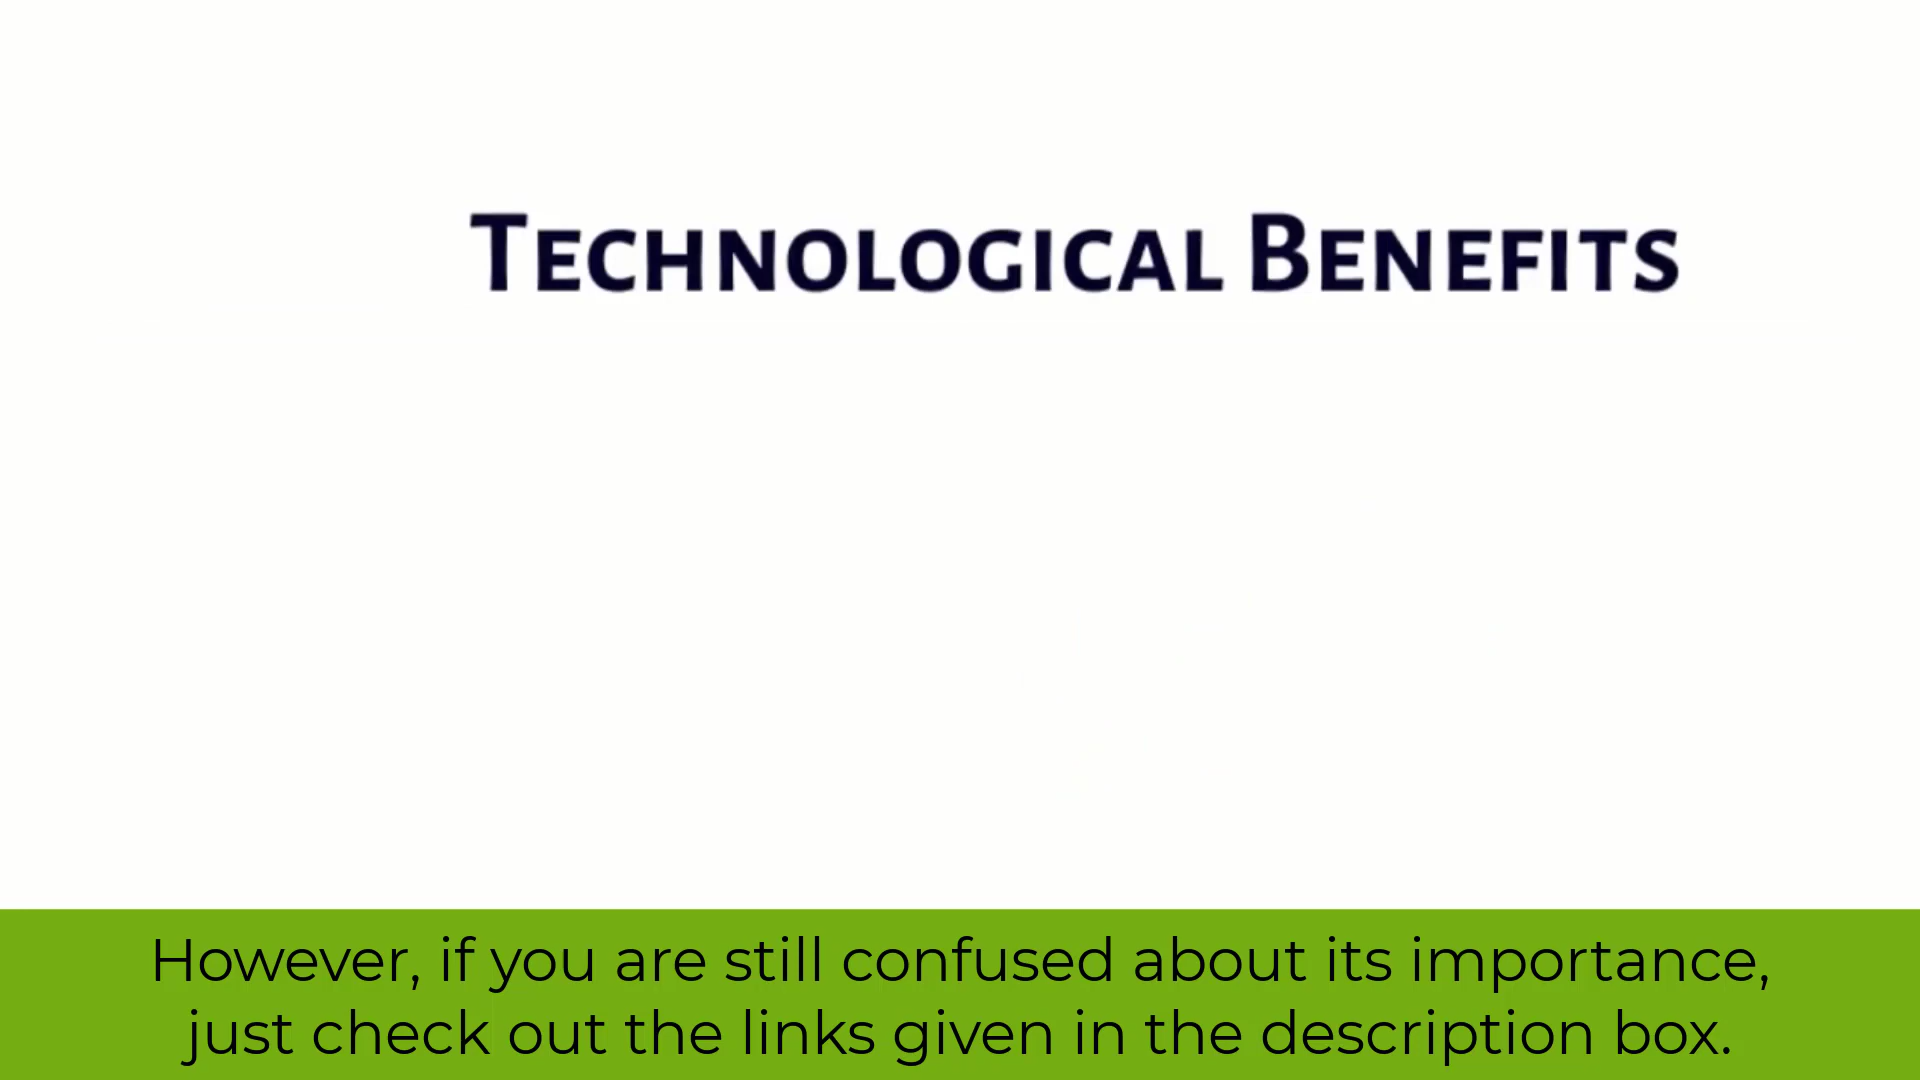 Technological Benefits
However, if you are still confused about its importance,
just check out the links given in the description box.